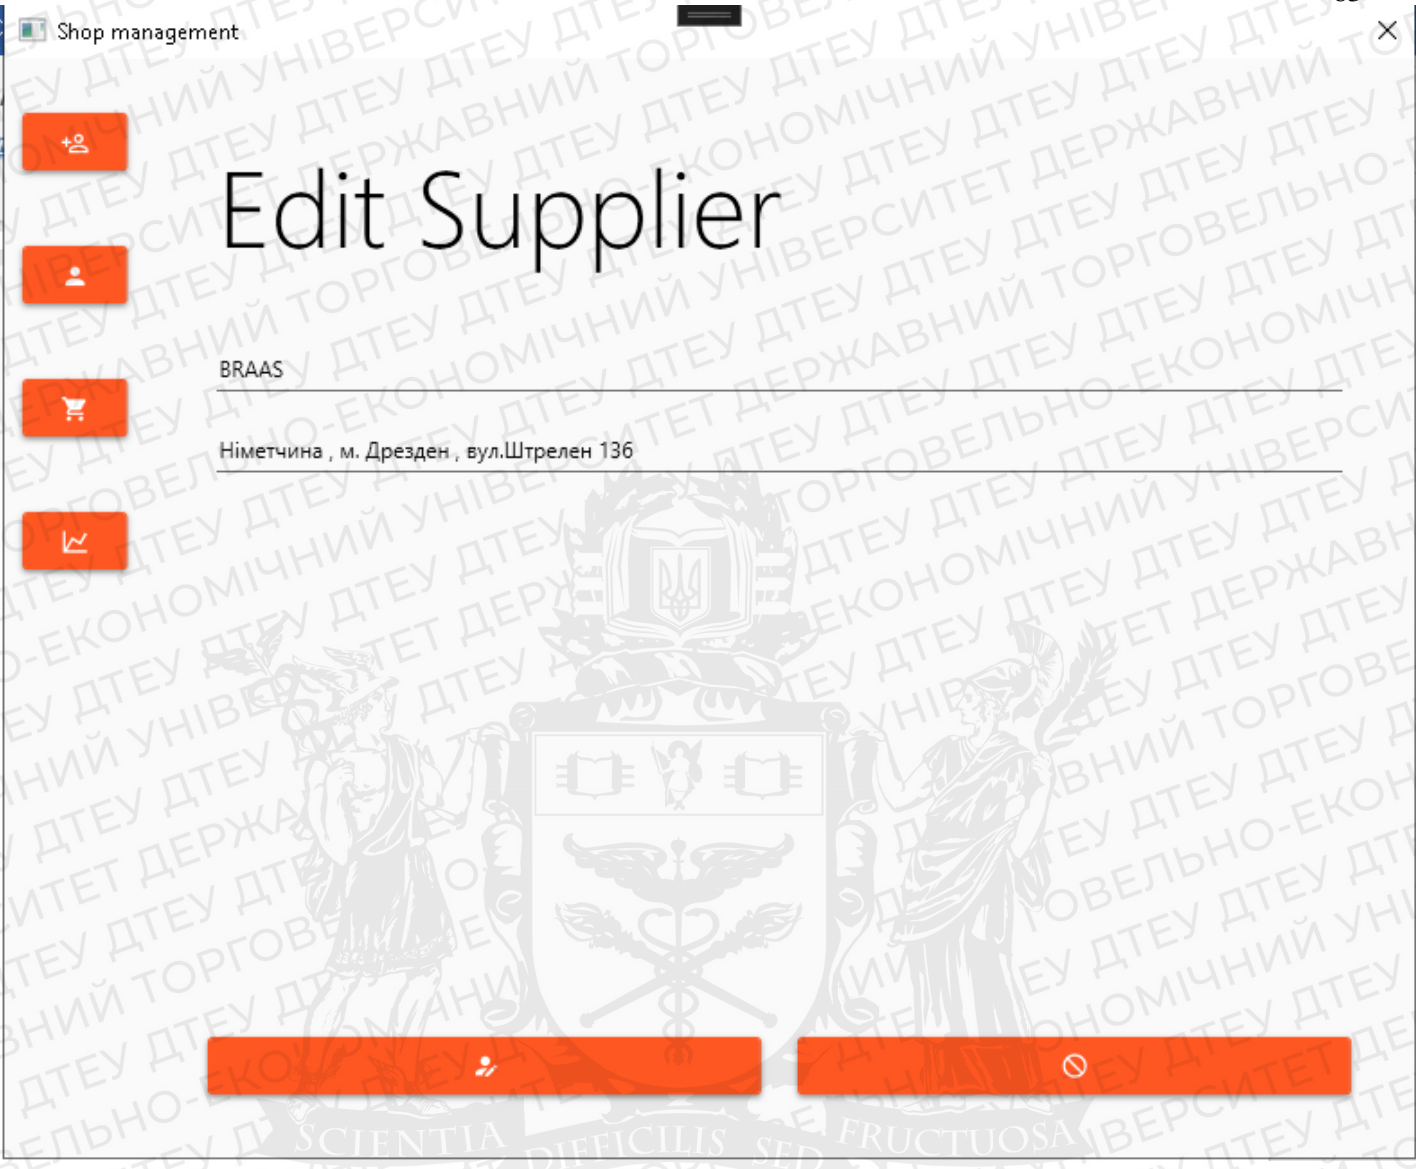 Shop management
Edit Supplier
BRAAS
Німетчина , м. Дрезден , вул.Штрелен 136
SCIENTIA DIFFICILIS SED FRUCTUOSA